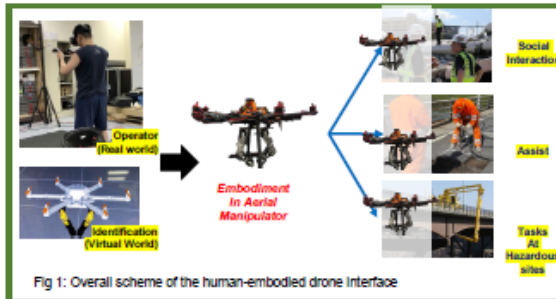 Operator
(Real world)
Identification
(Virtual World)
Embodiment
In Aerial
Manipulator
Social
Interaction
Assist
Tasks
At
Hazardous
sites
Fig 1: Overall scheme of the human-embodied drone interface